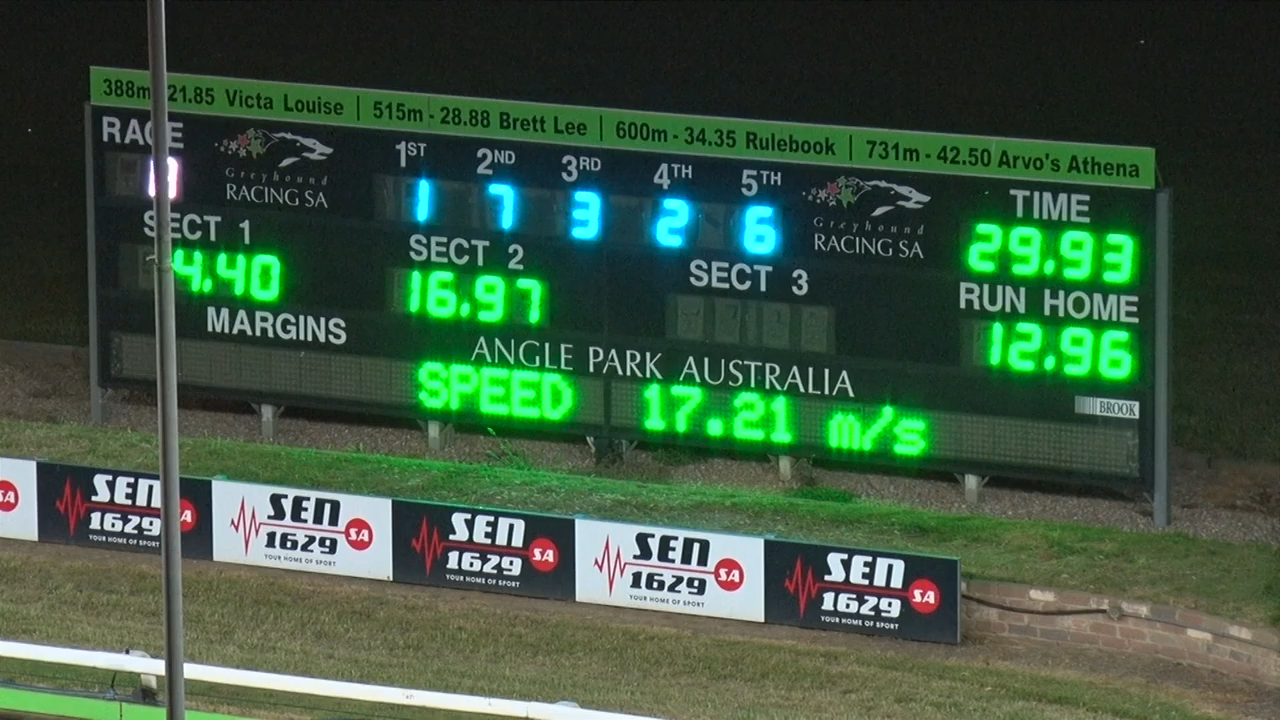 388m - 21.85 Victa Louise | 515m - 28.88 Brett Lee | 600m - 34.35 Rulebook | 731m - 42.50 Arvo's Athena
RACE
Greyhound
RACING SA
1ST 2ND 3RD 4TH 5TH
1 7 3 2 6
Greyhound
RACING SA
TIME
29.93
SECT 1
4.40
SECT 2
16.97
SECT 3
RUN HOME
12.96
MARGINS
ANGLE PARK AUSTRALIA
SPEED 17.21 m/s
BROOK
SA
SEN
1629 SA
YOUR HOME OF SPORT
SEN
1629 SA
YOUR HOME OF SPORT
SEN
1629 SA
YOUR HOME OF SPORT
SEN
1629 SA
YOUR HOME OF SPORT
SEN
1629 SA
YOUR HOME OF SPORT